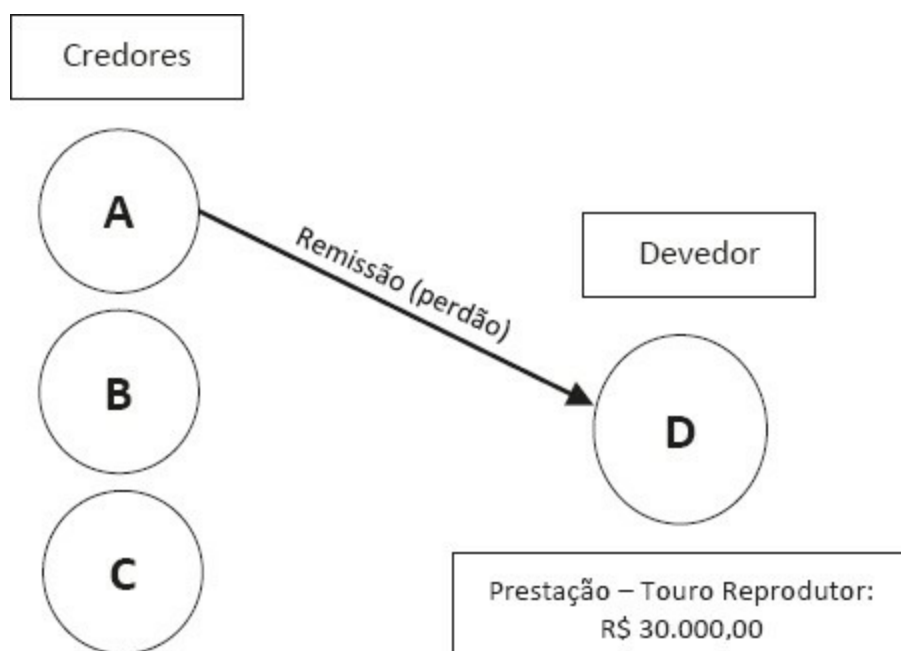 Credores
A
Remissão (perdão)
Devedor
B
D
C
Prestação – Touro Reprodutor:
R$ 30.000,00